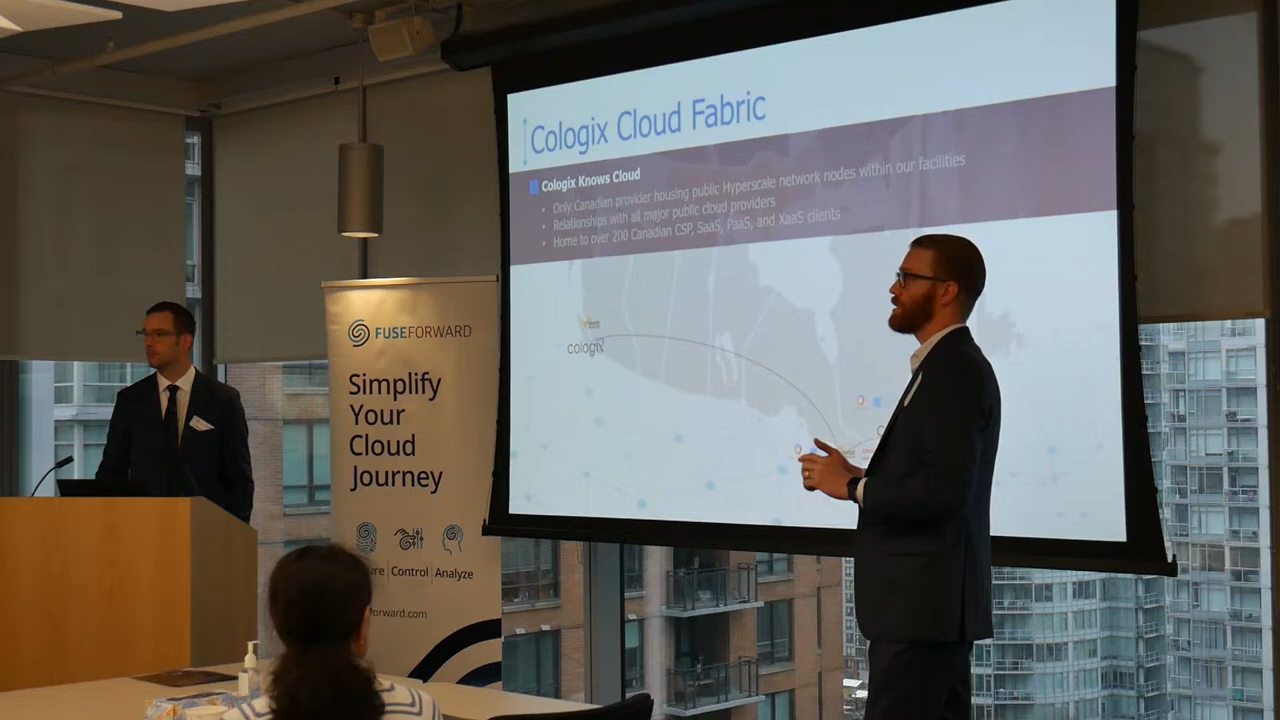 Cologix Cloud Fabric
Cologix Knows Cloud
• Only Canadian provider housing public Hyperscale network nodes within our facilities
• Relationships with all major public cloud providers
• Home to over 200 Canadian CSP, SaaS, PaaS, and XaaS clients
cologix
FUSEFORWARD
Simplify
Your
Cloud
Journey
Control | Analyze